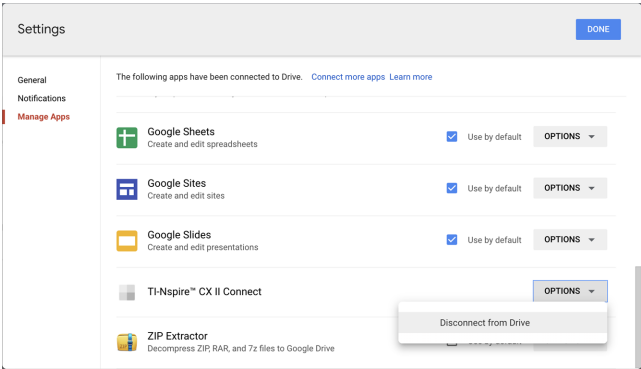 Settings
DONE
General
Notifications
Manage Apps
The following apps have been connected to Drive. Connect more apps Learn more
Google Sheets
Create and edit spreadsheets
Use by default
OPTIONS
Google Sites
Create and edit sites
Use by default
OPTIONS
Google Slides
Create and edit presentations
Use by default
OPTIONS
TI-Nspire™ CX II Connect
OPTIONS
Disconnect from Drive
ZIP Extractor
Decompress ZIP, RAR, and 7z files to Google Drive